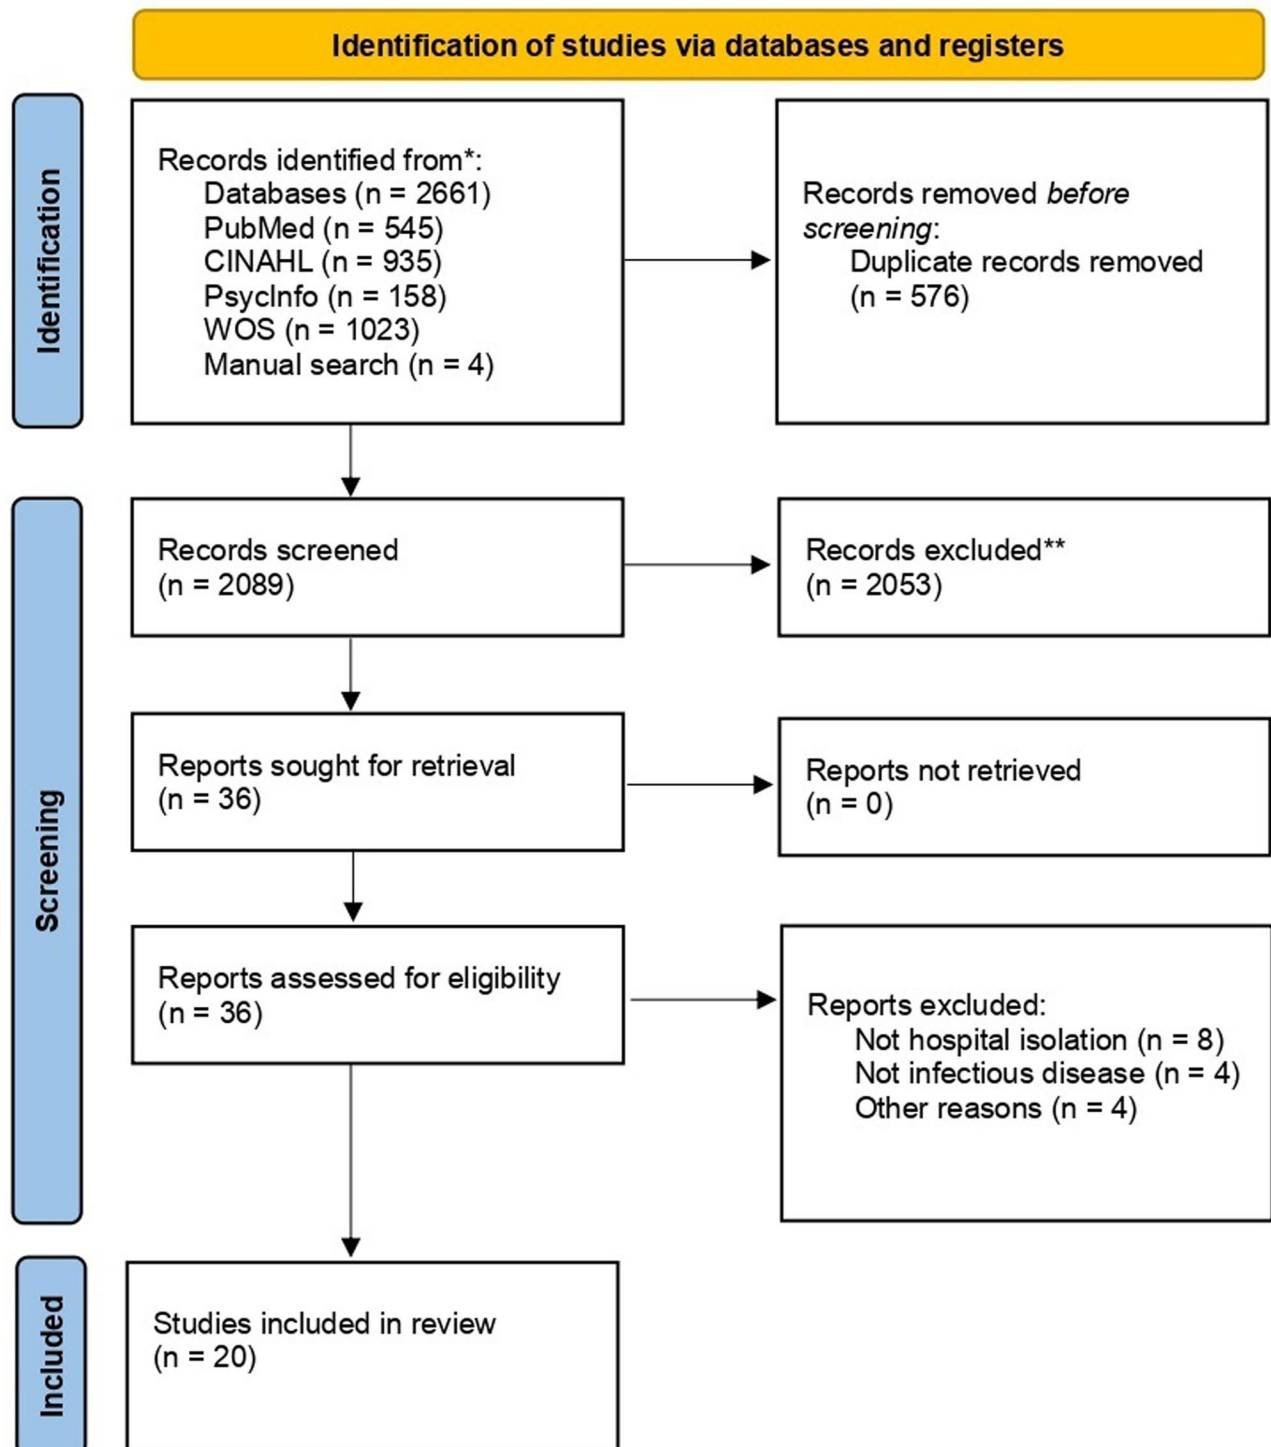 Identification of studies via databases and registers
Identification
Records identified from*:
Databases (n = 2661)
PubMed (n = 545)
CINAHL (n = 935)
PsycInfo (n = 158)
WOS (n = 1023)
Manual search (n = 4)
Records removed before
screening:
Duplicate records removed
(n = 576)
Screening
Records screened
(n = 2089)
Records excluded**
(n = 2053)
Reports sought for retrieval
(n = 36)
Reports not retrieved
(n = 0)
Reports assessed for eligibility
(n = 36)
Reports excluded:
Not hospital isolation (n = 8)
Not infectious disease (n = 4)
Other reasons (n = 4)
Included
Studies included in review
(n = 20)